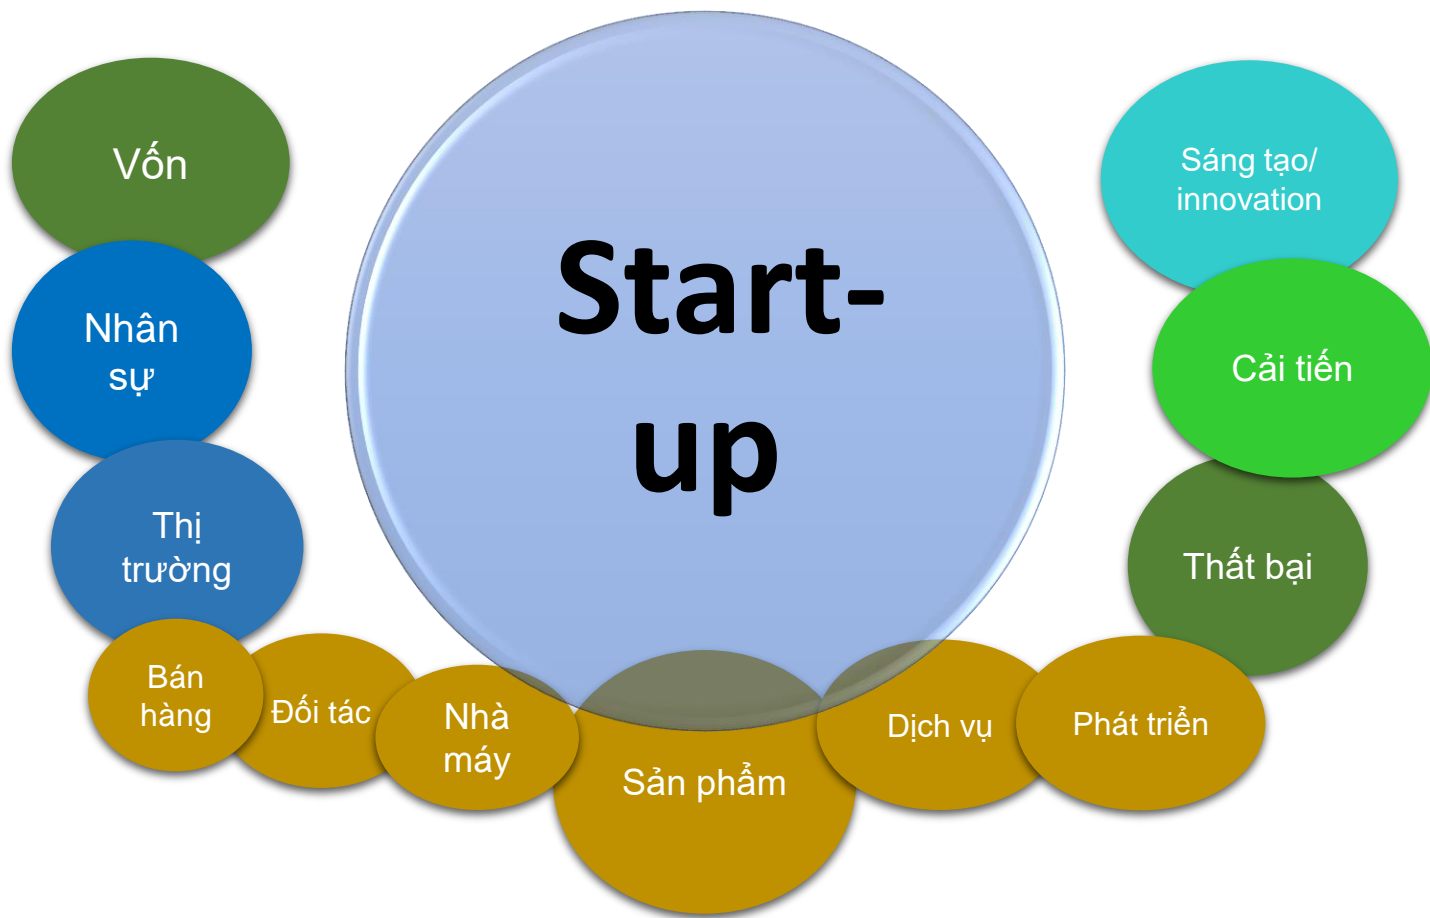 Start-
up
Vốn
Nhân
sự
Thị
trường
Bán
hàng
Đối tác
Nhà
máy
Sản phẩm
Dịch vụ
Phát triển
Thất bại
Cải tiến
Sáng tạo/
innovation